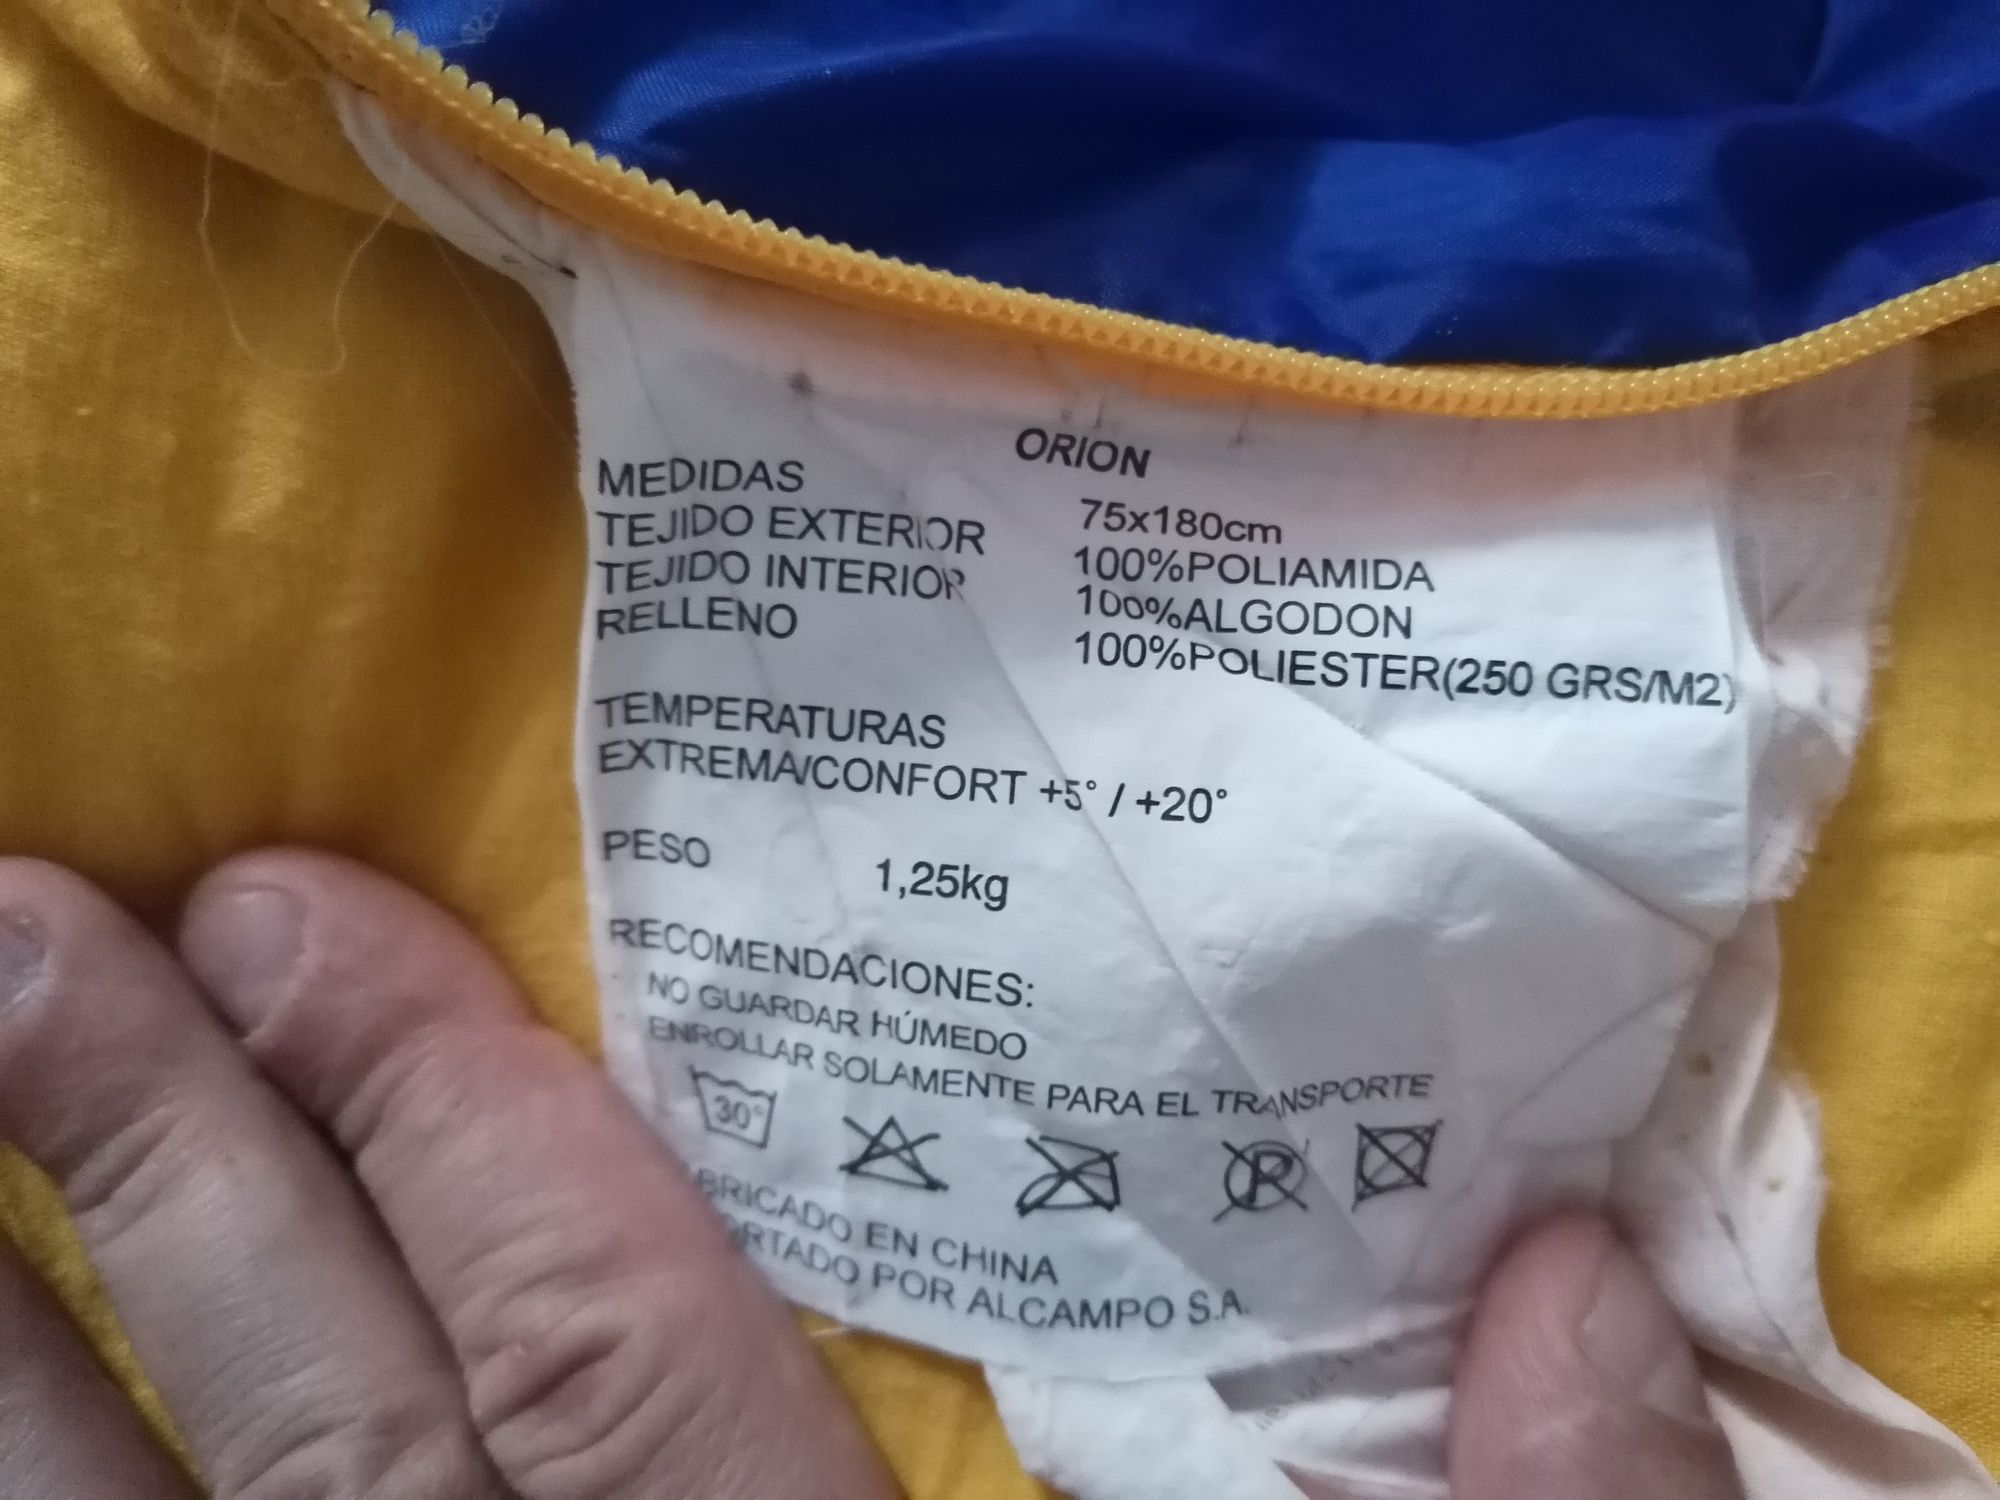 ORION
MEDIDAS 75x180cm
TEJIDO EXTERIOR 100%POLIAMIDA
TEJIDO INTERIOR 100%ALGODON
RELLENO 100%POLIESTER(250 GRS/M2)
TEMPERATURAS
EXTREMA/CONFORT +5° / +20°
PESO 1,25kg
RECOMENDACIONES:
- NO GUARDAR HÚMEDO
- ENROLLAR SOLAMENTE PARA EL TRANSPORTE
30° P
BRICADO EN CHINA
ORTADO POR ALCAMPO S.A.